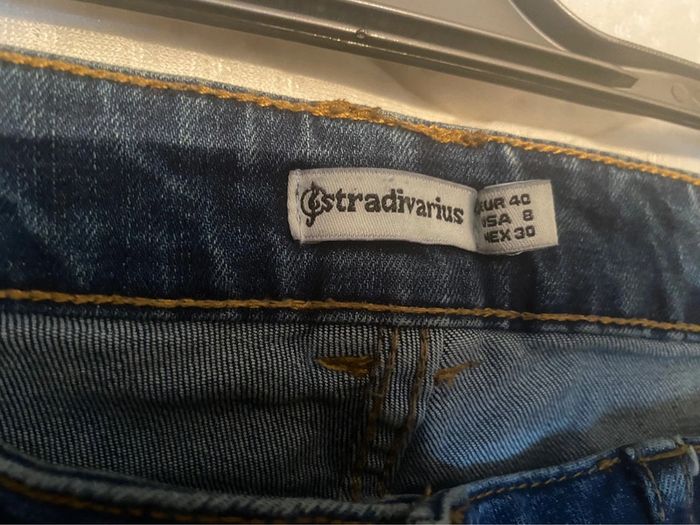 stradivarius
EUR 40
USA 8
MEX 30